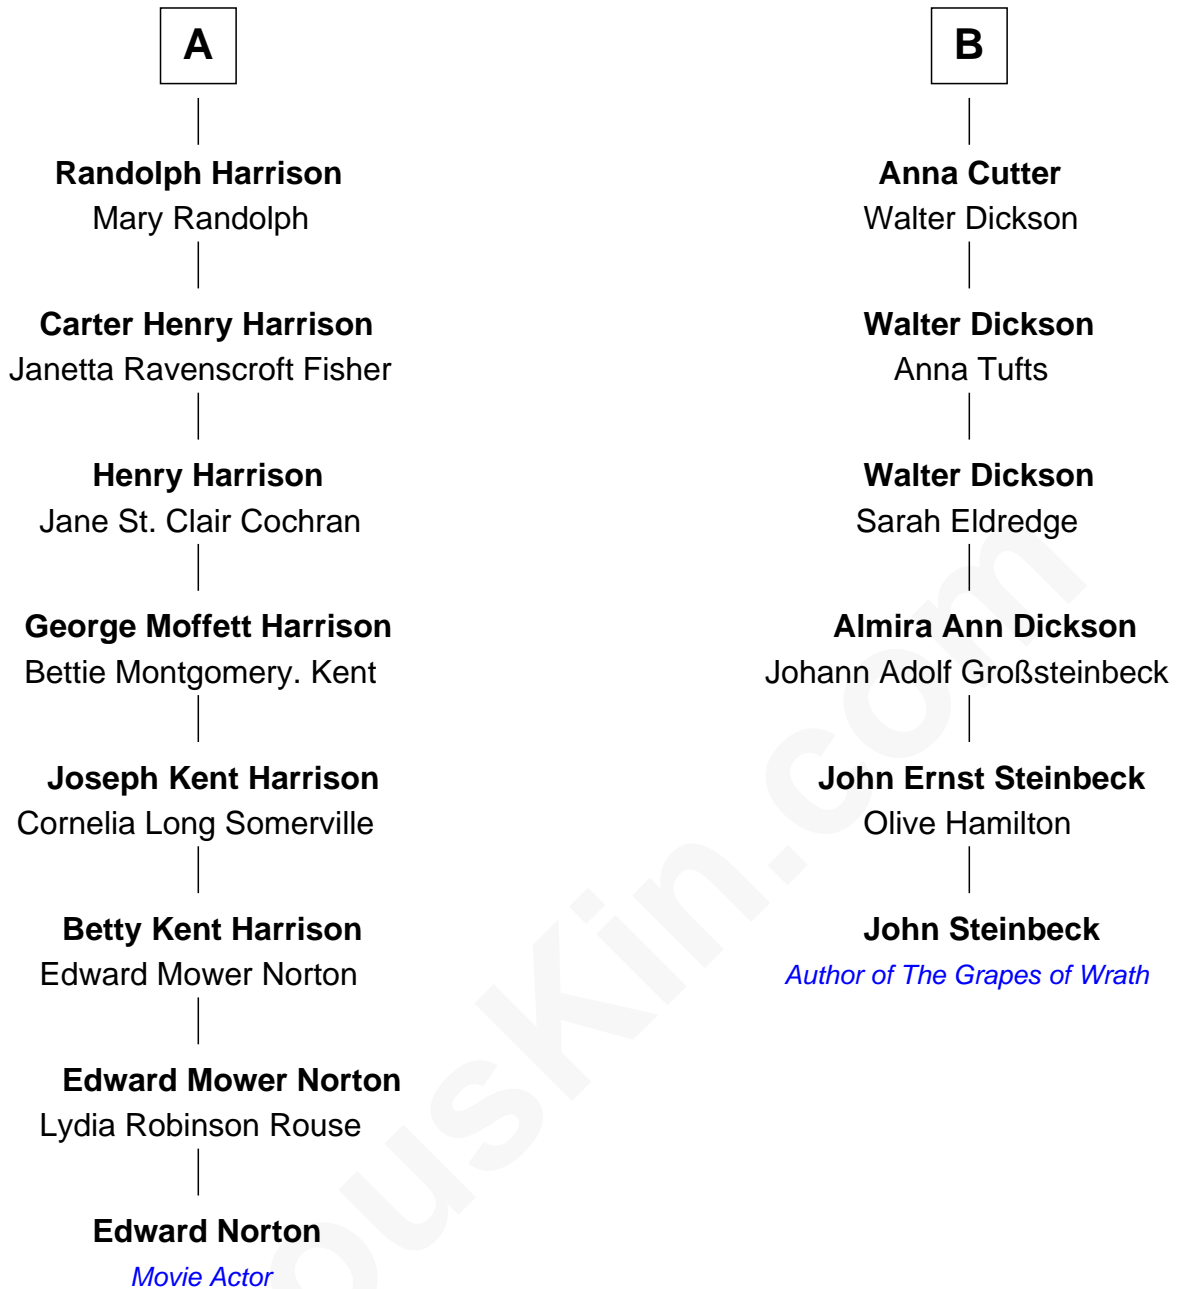 A
Randolph Harrison
Mary Randolph
Carter Henry Harrison
Janetta Ravenscroft Fisher
Henry Harrison
Jane St. Clair Cochran
George Moffett Harrison
Bettie Montgomery. Kent
Joseph Kent Harrison
Cornelia Long Somerville
Betty Kent Harrison
Edward Mower Norton
Edward Mower Norton
Lydia Robinson Rouse
Edward Norton
Movie Actor
B
Anna Cutter
Walter Dickson
Walter Dickson
Anna Tufts
Walter Dickson
Sarah Eldredge
Almira Ann Dickson
Johann Adolf Großsteinbeck
John Ernst Steinbeck
Olive Hamilton
John Steinbeck
Author of The Grapes of Wrath
ousKin.com